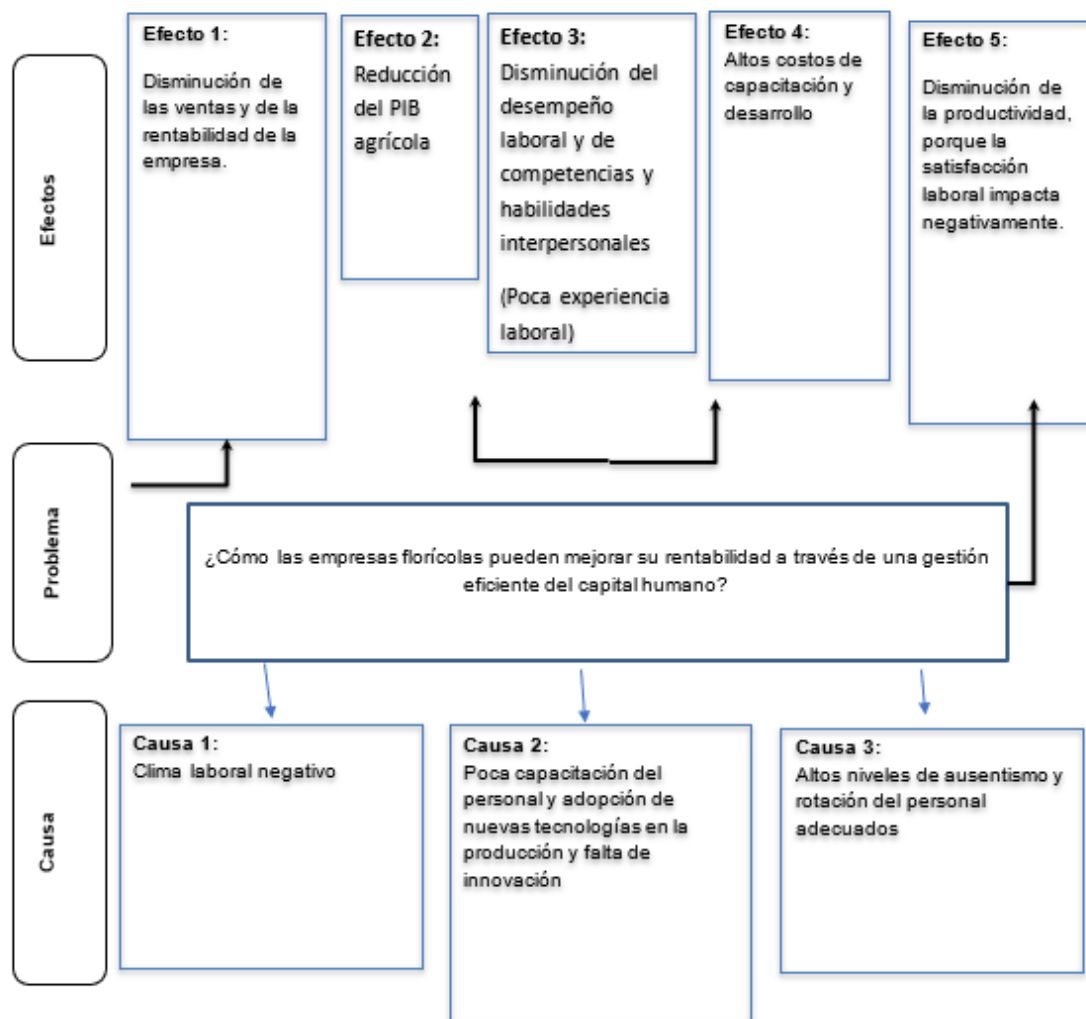 Efectos
Efecto 1:
Disminución de
las ventas y de la
rentabilidad de la
empresa.
Efecto 2:
Reducción
del PIB
agrícola
Efecto 3:
Disminución del
desempeño
laboral y de
competencias y
habilidades
interpersonales
(Poca experiencia
laboral)
Efecto 4:
Altos costos de
capacitación y
desarrollo
Efecto 5:
Disminución de
la productividad,
porque la
satisfacción
laboral impacta
negativamente.
Problema
¿Cómo las empresas florícolas pueden mejorar su rentabilidad a través de una gestión
eficiente del capital humano?
Causa
Causa 1:
Clima laboral negativo
Causa 2:
Poca capacitación del
personal y adopción de
nuevas tecnologías en la
producción y falta de
innovación
Causa 3:
Altos niveles de ausentismo y
rotación del personal
adecuados